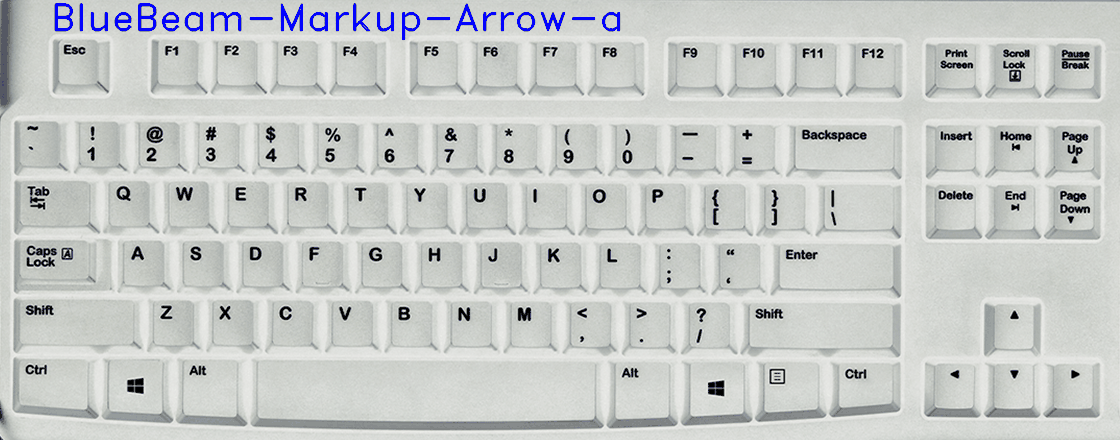 BlueBeam-Markup-Arrow-a
Esc F1 F2 F3 F4 F5 F6 F7 F8 F9 F10 F11 F12 Print Screen Scroll Lock Pause Break
~ ! @ # $ % ^ & * ( ) — + Backspace Insert Home Page Up
` 1 2 3 4 5 6 7 8 9 0 - =
Tab Q W E R T Y U I O P { } | Delete End Page Down
[ ] \
Caps Lock A A S D F G H J K L : “ Enter
; ‘
Shift Z X C V B N M < > ? Shift
, . /
Ctrl Alt Alt Ctrl